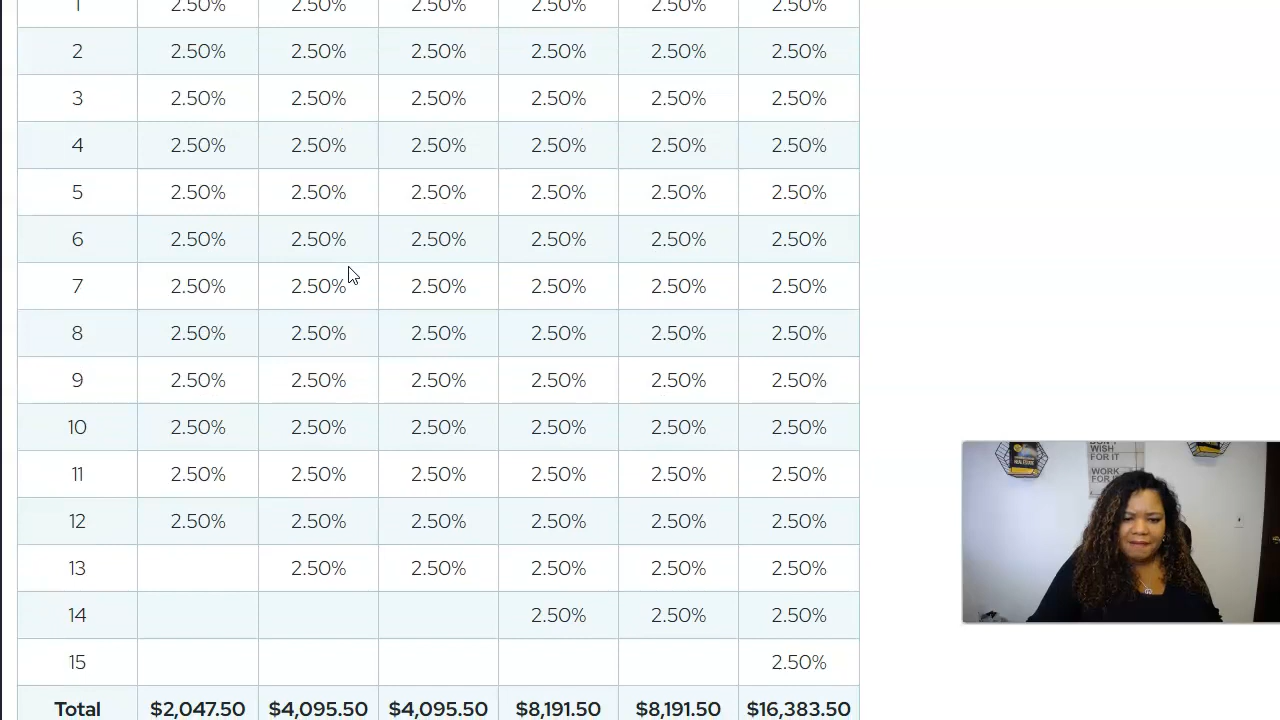 1 2.50% 2.50% 2.50% 2.50% 2.50% 2.50%
2 2.50% 2.50% 2.50% 2.50% 2.50% 2.50%
3 2.50% 2.50% 2.50% 2.50% 2.50% 2.50%
4 2.50% 2.50% 2.50% 2.50% 2.50% 2.50%
5 2.50% 2.50% 2.50% 2.50% 2.50% 2.50%
6 2.50% 2.50% 2.50% 2.50% 2.50% 2.50%
7 2.50% 2.50% 2.50% 2.50% 2.50% 2.50%
8 2.50% 2.50% 2.50% 2.50% 2.50% 2.50%
9 2.50% 2.50% 2.50% 2.50% 2.50% 2.50%
10 2.50% 2.50% 2.50% 2.50% 2.50% 2.50%
11 2.50% 2.50% 2.50% 2.50% 2.50% 2.50%
12 2.50% 2.50% 2.50% 2.50% 2.50% 2.50%
13 2.50% 2.50% 2.50% 2.50% 2.50%
14 2.50% 2.50% 2.50%
15 2.50%
Total $2,047.50 $4,095.50 $4,095.50 $8,191.50 $8,191.50 $16,383.50
WISH
FOR IT
WORK
FOR